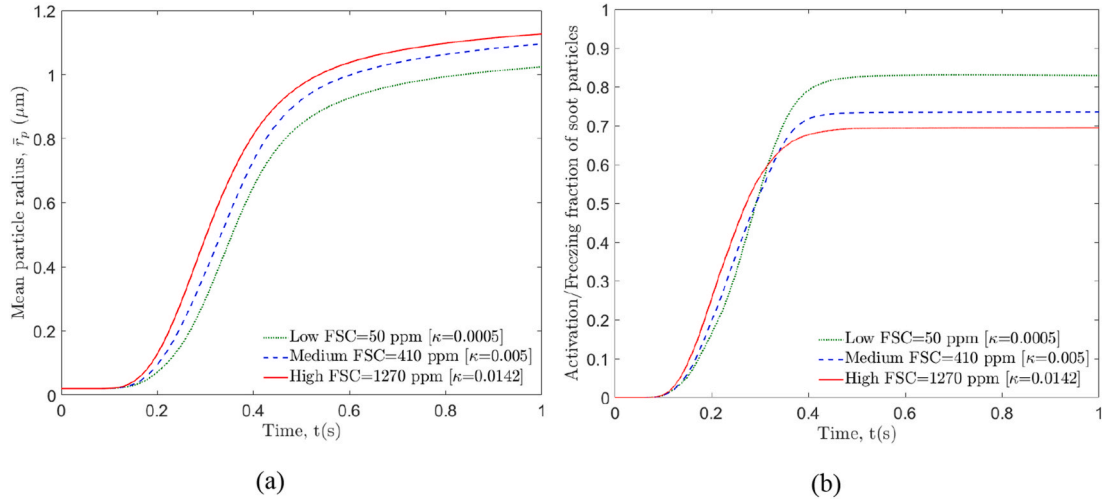 Mean particle radius, r̄p (μm)
1.2
1
0.8
0.6
0.4
0.2
0
0
0.2
0.4
0.6
0.8
1
Low FSC=50 ppm [κ=0.0005]
Medium FSC=410 ppm [κ=0.005]
High FSC=1270 ppm [κ=0.0142]
Time, t(s)
(a)
Activation/Freezing fraction of soot particles
1
0.9
0.8
0.7
0.6
0.5
0.4
0.3
0.2
0.1
0
0
0.2
0.4
0.6
0.8
1
Low FSC=50 ppm [κ=0.0005]
Medium FSC=410 ppm [κ=0.005]
High FSC=1270 ppm [κ=0.0142]
Time, t(s)
(b)